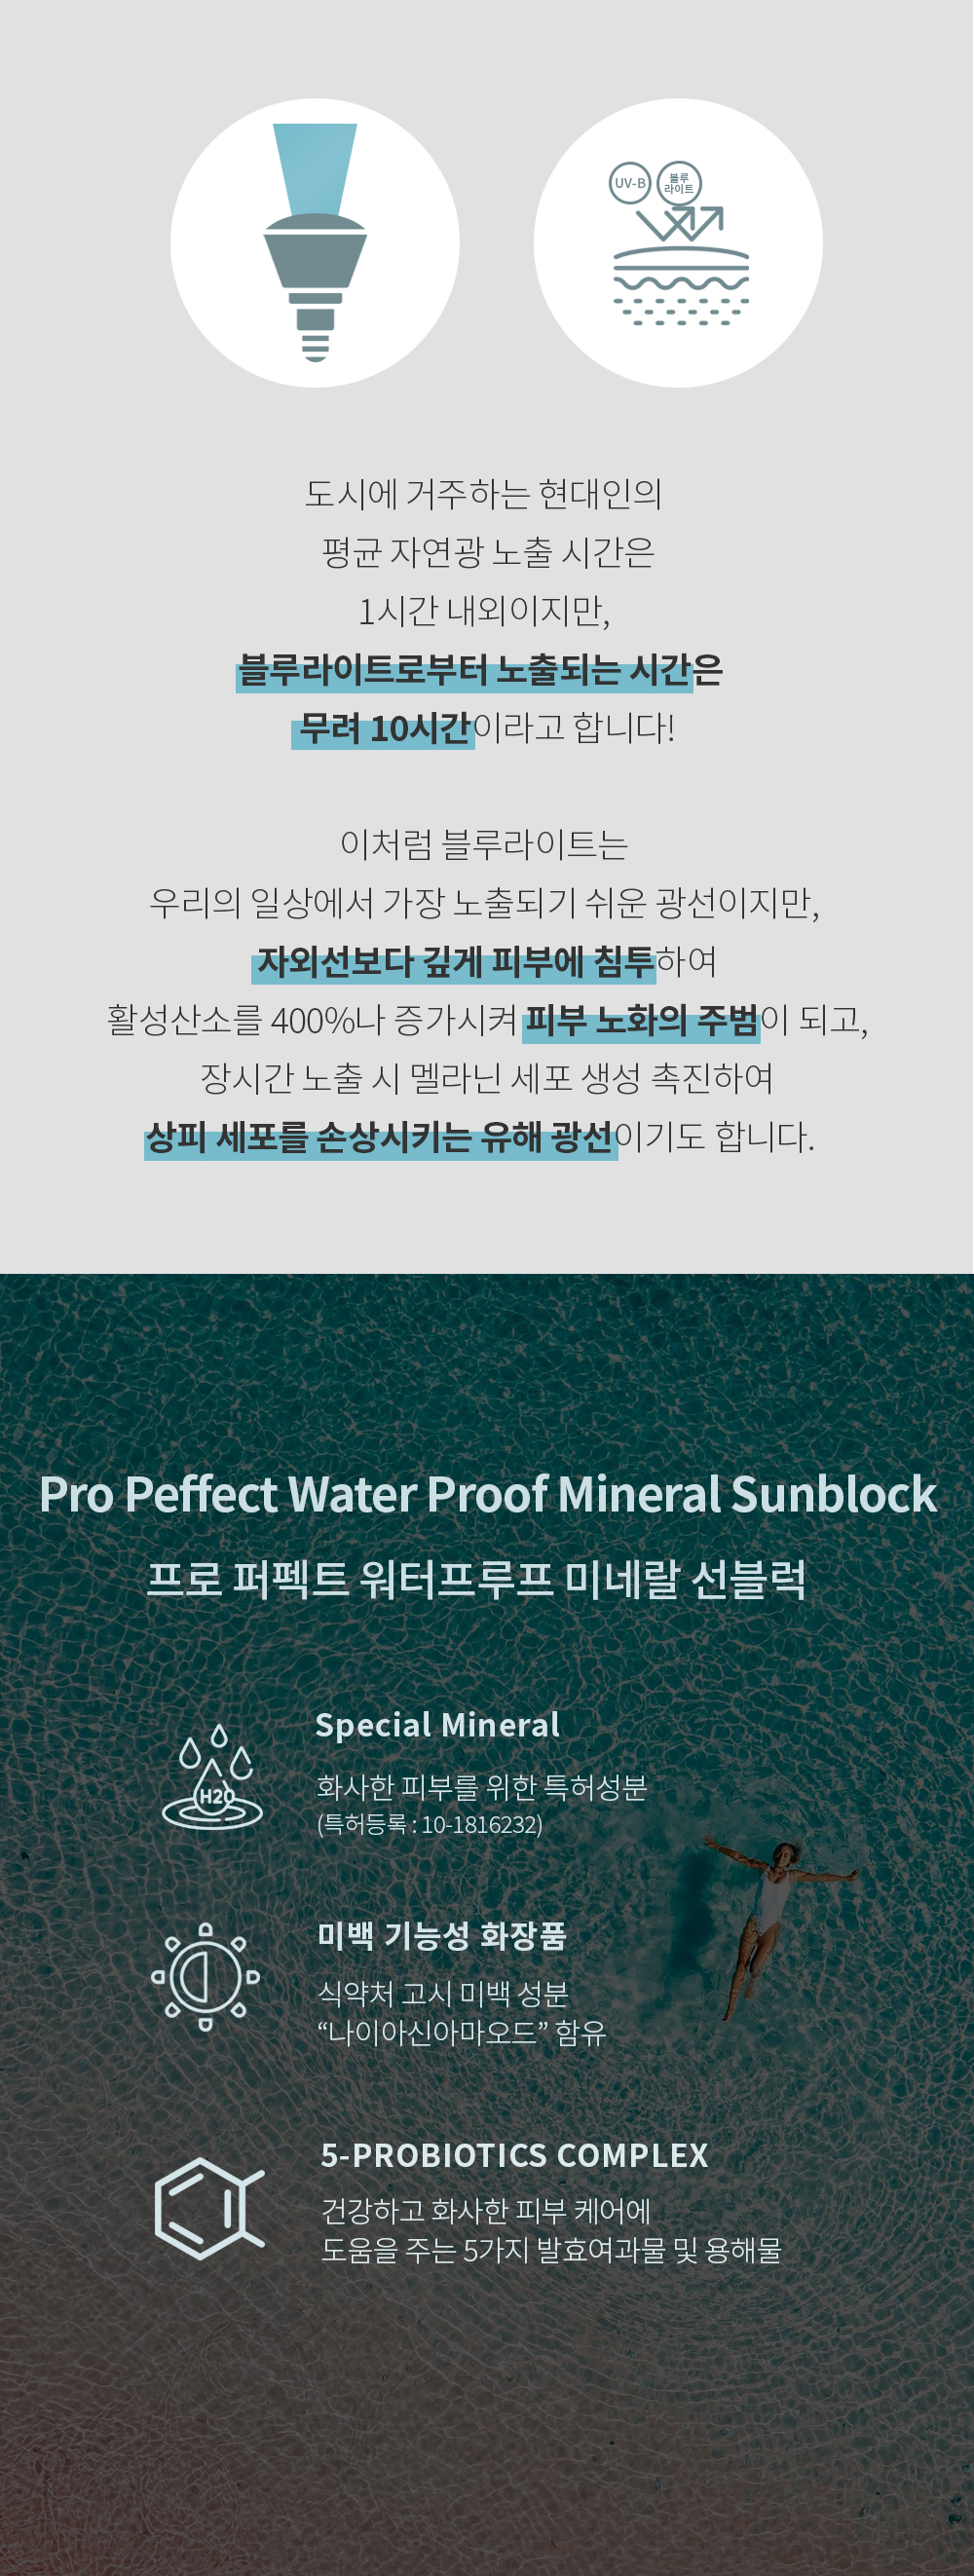 UV-B
블루
라이트
도시에 거주하는 현대인의
평균 자연광 노출 시간은
1시간 내외이지만,
블루라이트로부터 노출되는 시간은
무려 10시간이라고 합니다!
이처럼 블루라이트는
우리의 일상에서 가장 노출되기 쉬운 광선이지만,
자외선보다 깊게 피부에 침투하여
활성산소를 400%나 증가시켜 피부 노화의 주범이 되고,
장시간 노출 시 멜라닌 세포 생성 촉진하여
상피 세포를 손상시키는 유해 광선이기도 합니다.
Pro Peffect Water Proof Mineral Sunblock
프로 퍼펙트 워터프루프 미네랄 선블럭
H2O
Special Mineral
화사한 피부를 위한 특허성분
(특허등록 : 10-1816232)
미백 기능성 화장품
식약처 고시 미백 성분
“나이아신아마오드” 함유
5-PROBIOTICS COMPLEX
건강하고 화사한 피부 케어에
도움을 주는 5가지 발효여과물 및 용해물